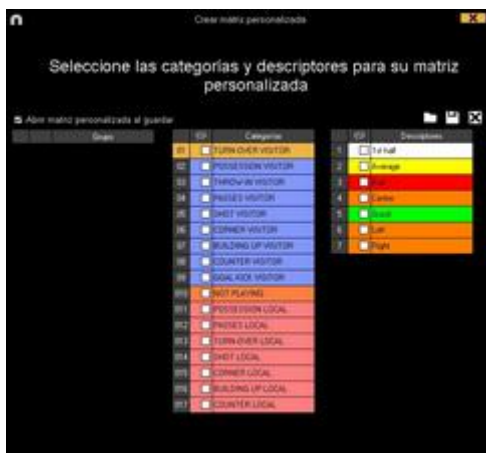 Crear matriz personalizada
Seleccione las categorías y descriptores para su matriz
personalizada
Abrir matriz personalizada al guardar
Grupo
Categorías
01 TURN OVER VISITOR
02 POSSESSION VISITOR
03 THROW-IN VISITOR
04 PASSES VISITOR
05 SHOT VISITOR
06 CORNER VISITOR
07 BUILDING UP VISITOR
08 COUNTER VISITOR
09 GOAL KICK VISITOR
010 NOT PLAYING
011 POSSESSION LOCAL
012 PASSES LOCAL
013 TURN OVER LOCAL
014 SHOT LOCAL
015 CORNER LOCAL
016 BUILDING UP LOCAL
017 COUNTER LOCAL
Descriptores
1 1st half
2 Average
3
4 Centre
5 Good
6 Left
7 Right